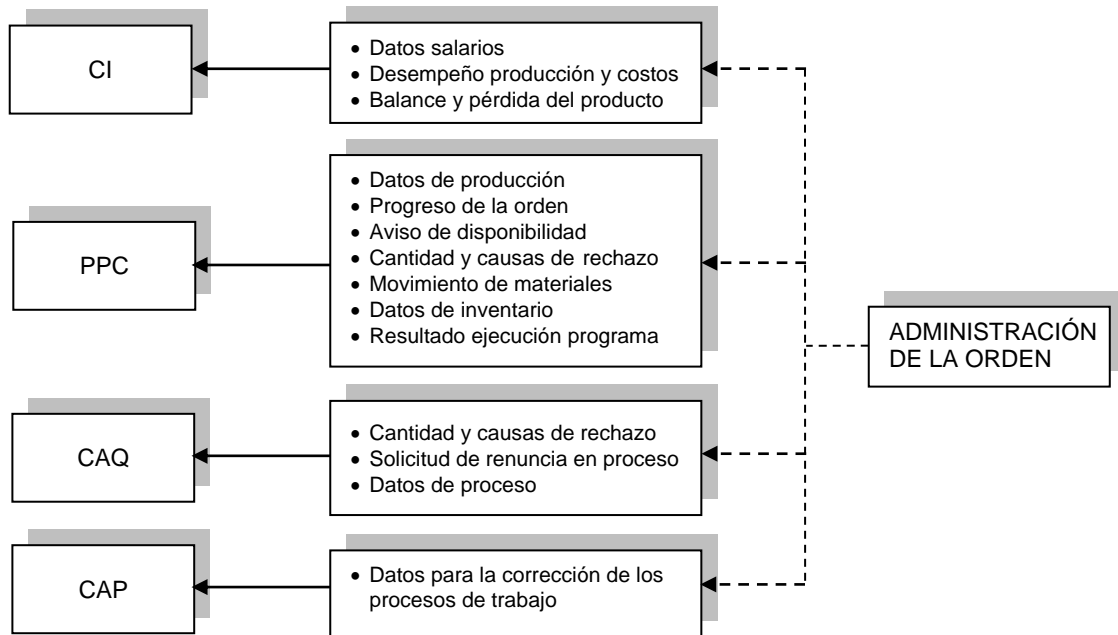 CI
• Datos salarios
• Desempeño producción y costos
• Balance y pérdida del producto
PPC
• Datos de producción
• Progreso de la orden
• Aviso de disponibilidad
• Cantidad y causas de rechazo
• Movimiento de materiales
• Datos de inventario
• Resultado ejecución programa
ADMINISTRACIÓN
DE LA ORDEN
CAQ
• Cantidad y causas de rechazo
• Solicitud de renuncia en proceso
• Datos de proceso
CAP
• Datos para la corrección de los
procesos de trabajo